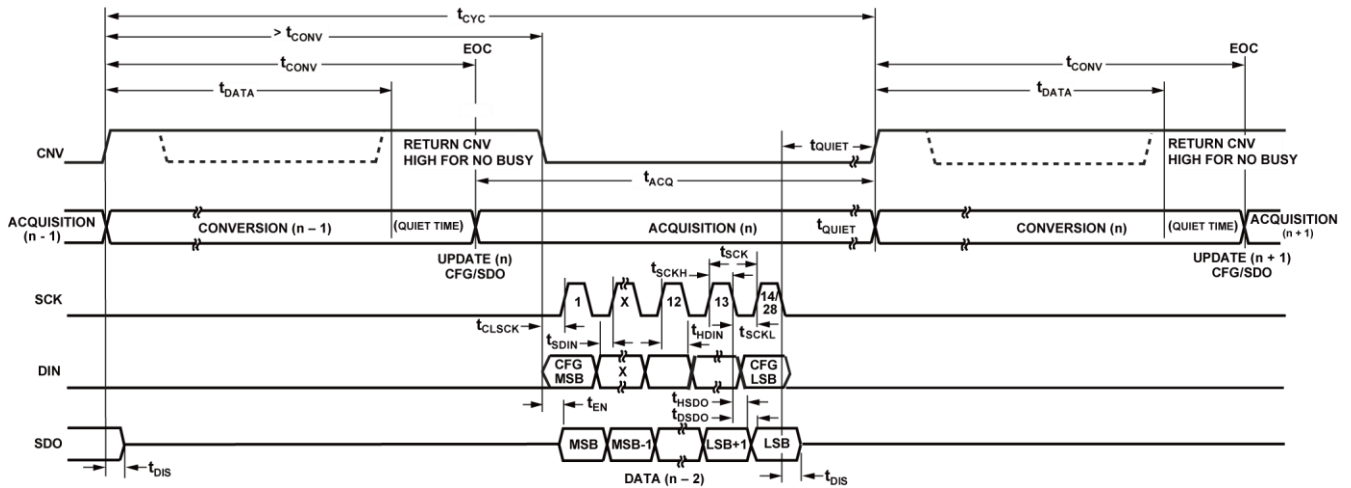 tCYC
> tCONV
EOC
EOC
tCONV
tCONV
tDATA
tDATA
CNV
RETURN CNV
HIGH FOR NO BUSY
tQUIET
RETURN CNV
HIGH FOR NO BUSY
tACQ
ACQUISITION
(n - 1)
CONVERSION (n – 1)
(QUIET TIME)
ACQUISITION (n)
tQUIET
CONVERSION (n)
(QUIET TIME)
ACQUISITION
(n + 1)
UPDATE (n)
CFG/SDO
UPDATE (n + 1)
CFG/SDO
tSCK
tSCKH
SCK
1
X
12
13
14/
28
tCLSCK
tSDIN
tHDIN
tSCKL
DIN
CFG
MSB
X
CFG
LSB
tHSDO
tEN
tDSDO
SDO
MSB
MSB-1
LSB+1
LSB
tDIS
DATA (n – 2)
tDIS